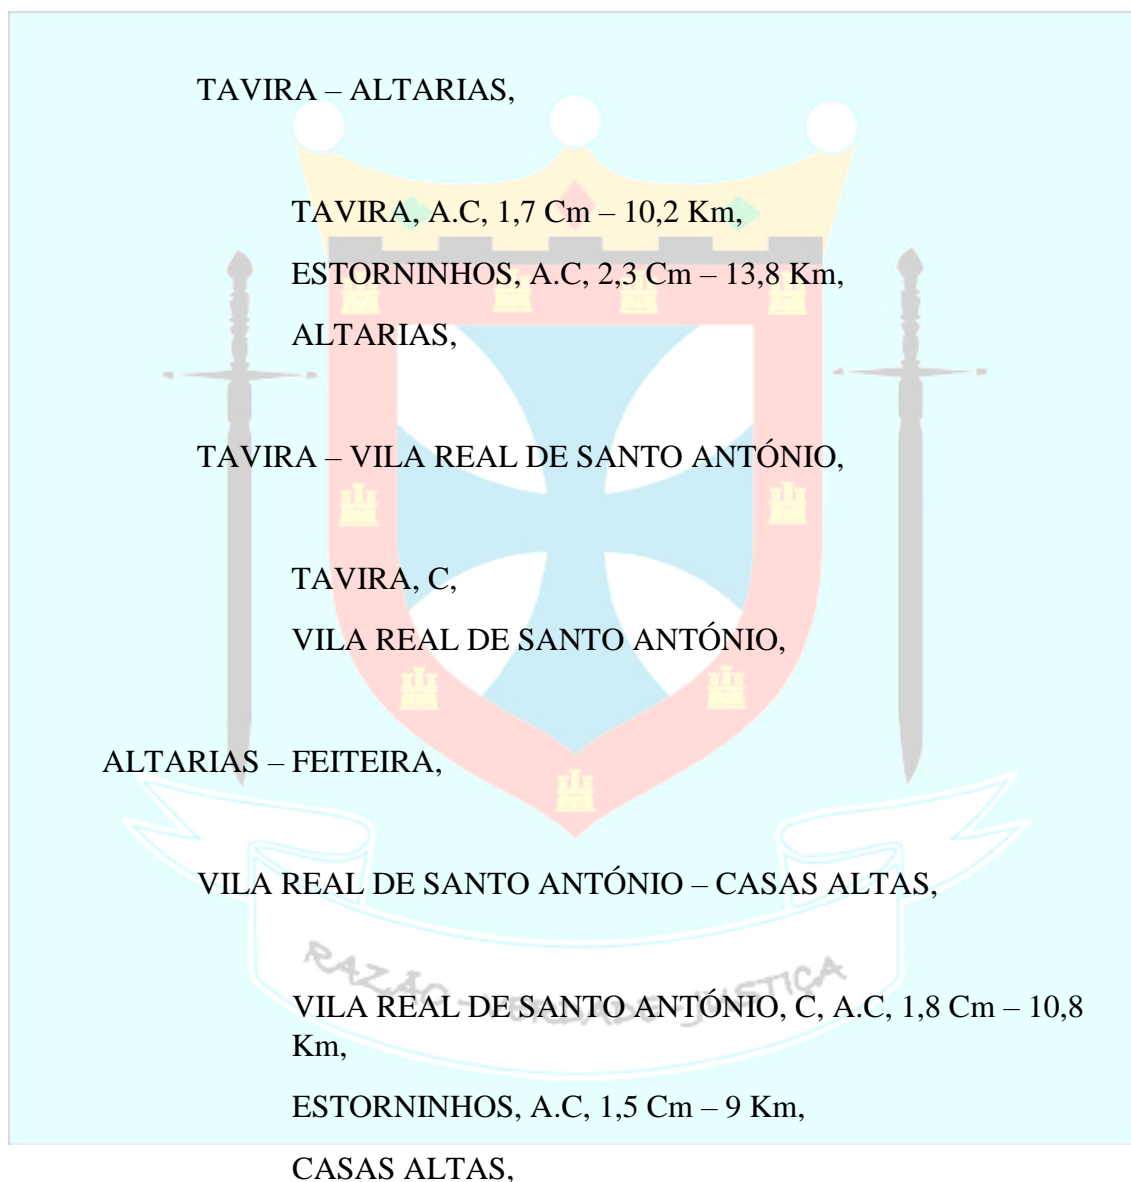 TAVIRA – ALTARIAS,
TAVIRA, A.C, 1,7 Cm – 10,2 Km,
ESTORNINHOS, A.C, 2,3 Cm – 13,8 Km,
ALTARIAS,
TAVIRA – VILA REAL DE SANTO ANTÓNIO,
TAVIRA, C,
VILA REAL DE SANTO ANTÓNIO,
ALTARIAS – FEITEIRA,
VILA REAL DE SANTO ANTÓNIO – CASAS ALTAS,
RAZÃO - VERDADE - JUSTIÇA
VILA REAL DE SANTO ANTÓNIO, C, A.C, 1,8 Cm – 10,8
Km,
ESTORNINHOS, A.C, 1,5 Cm – 9 Km,
CASAS ALTAS,